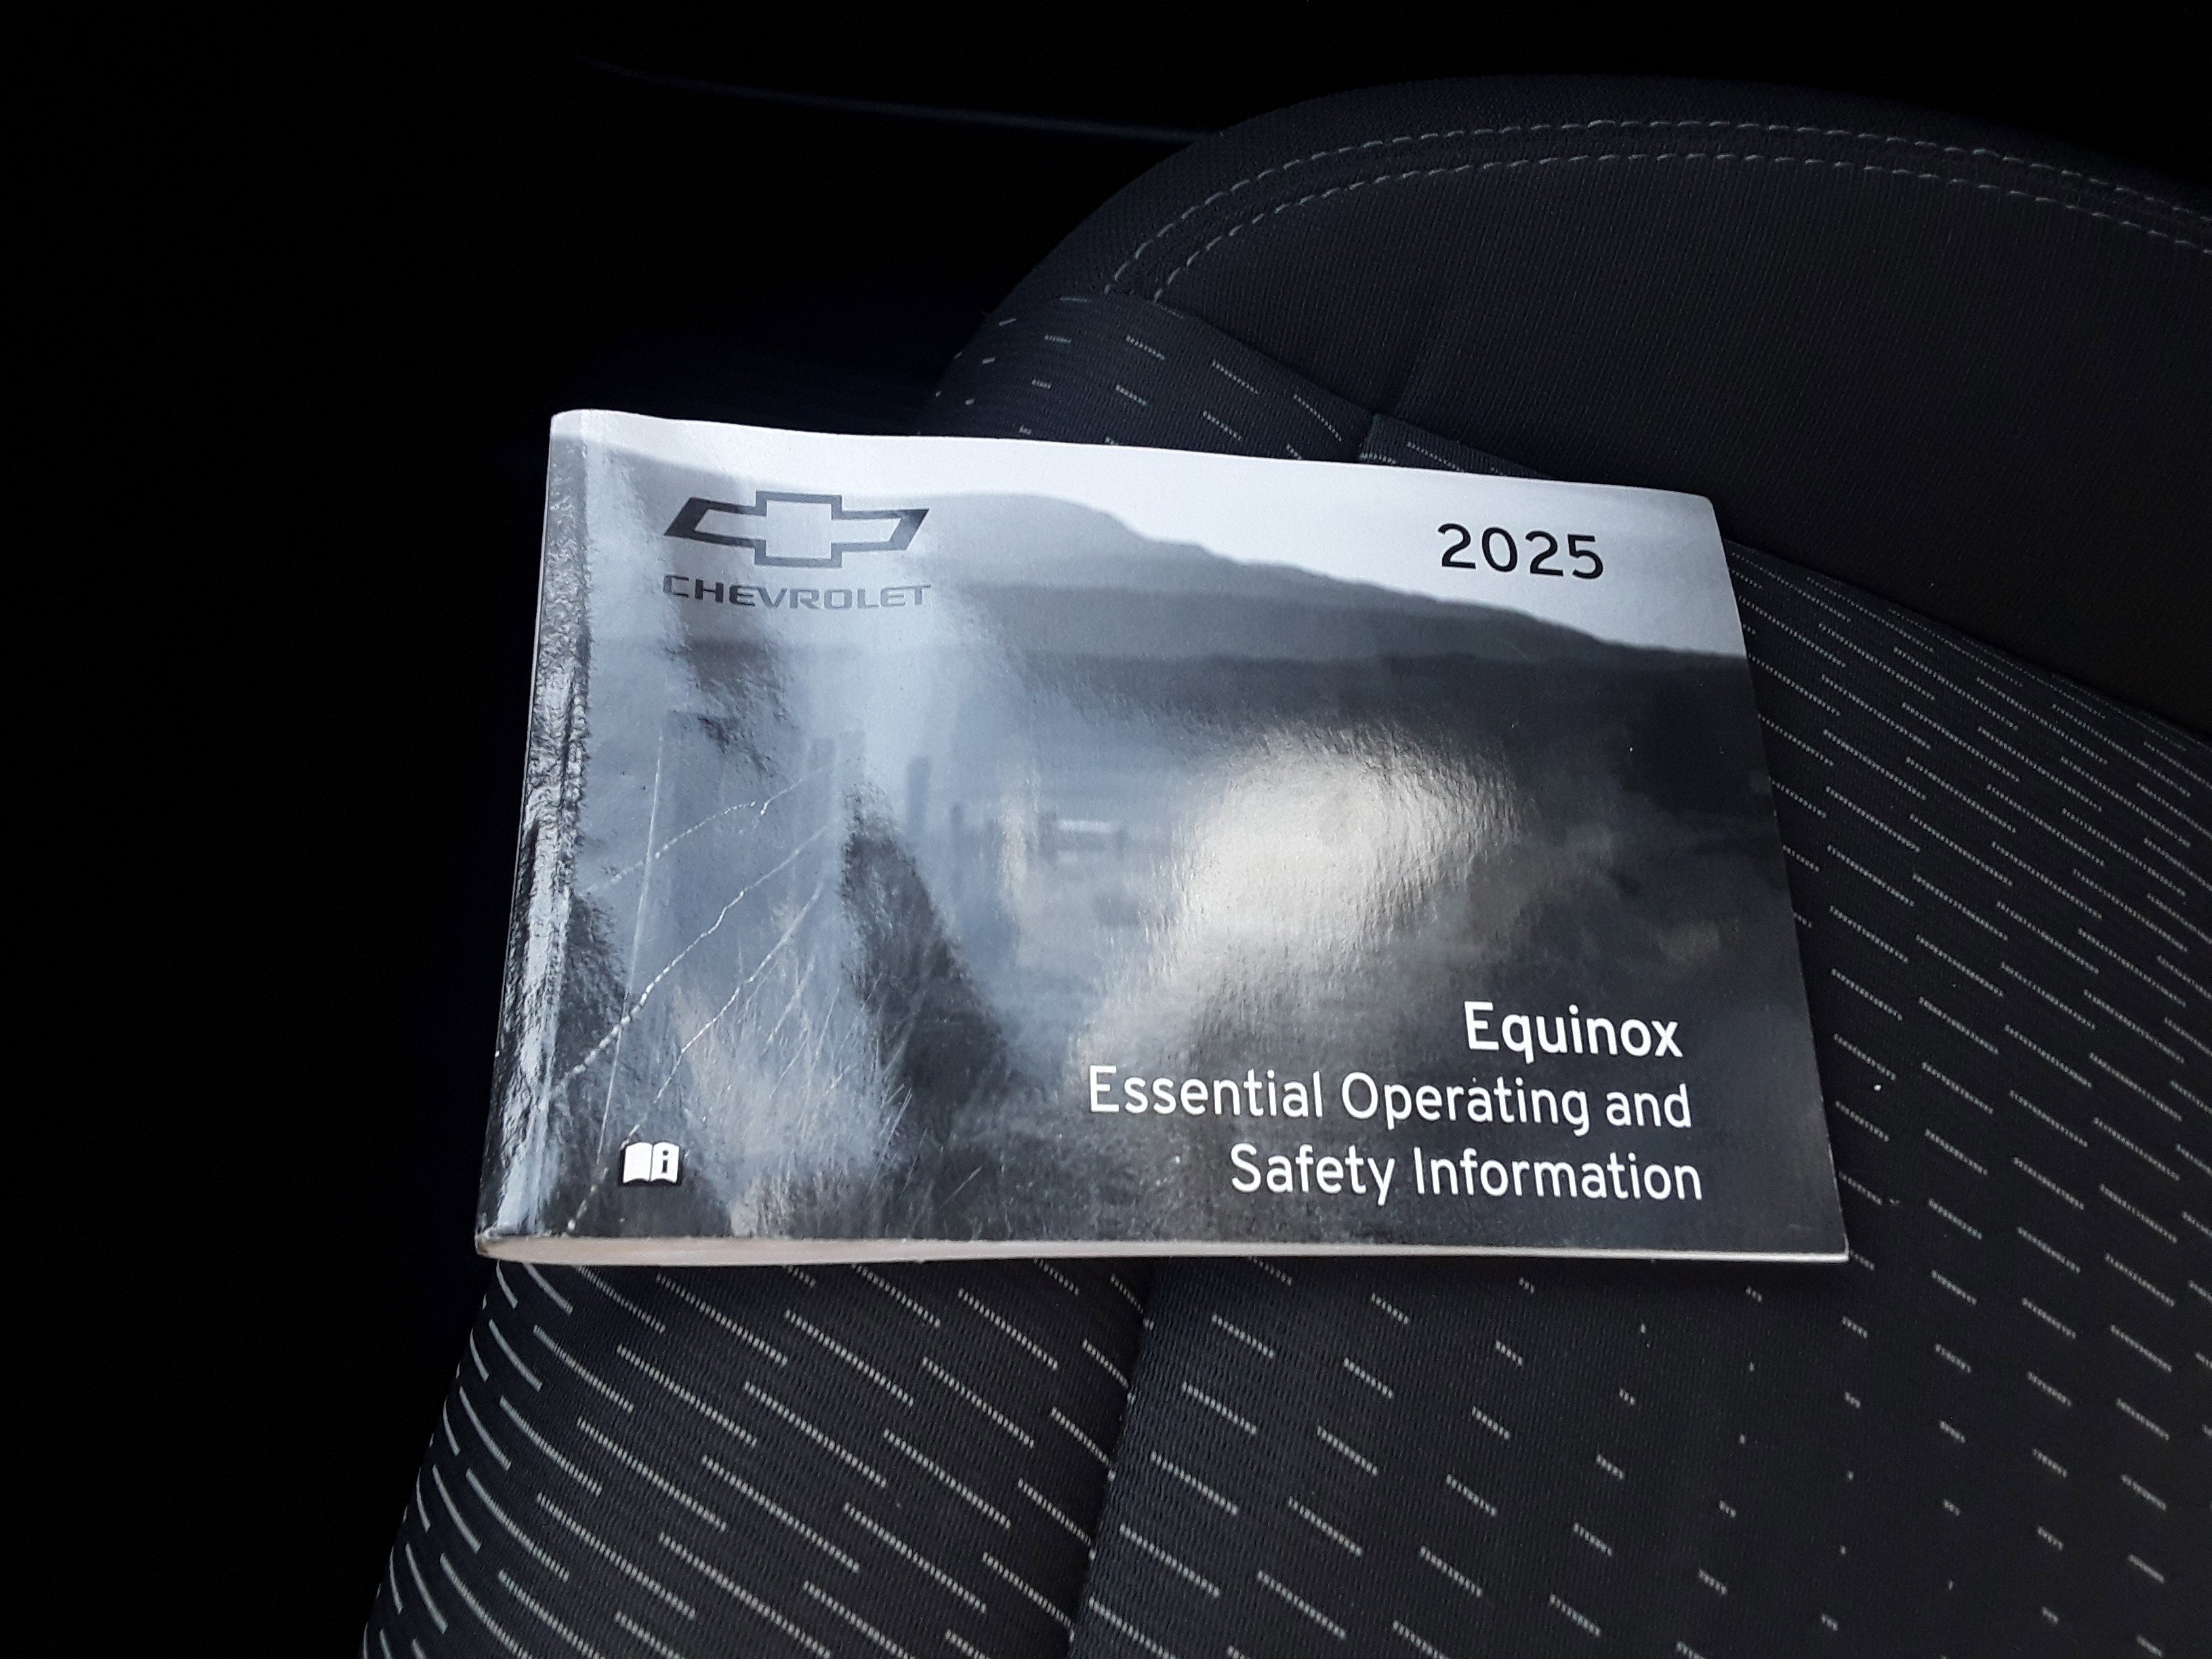 CHEVROLET
2025
Equinox
Essential Operating and
Safety Information